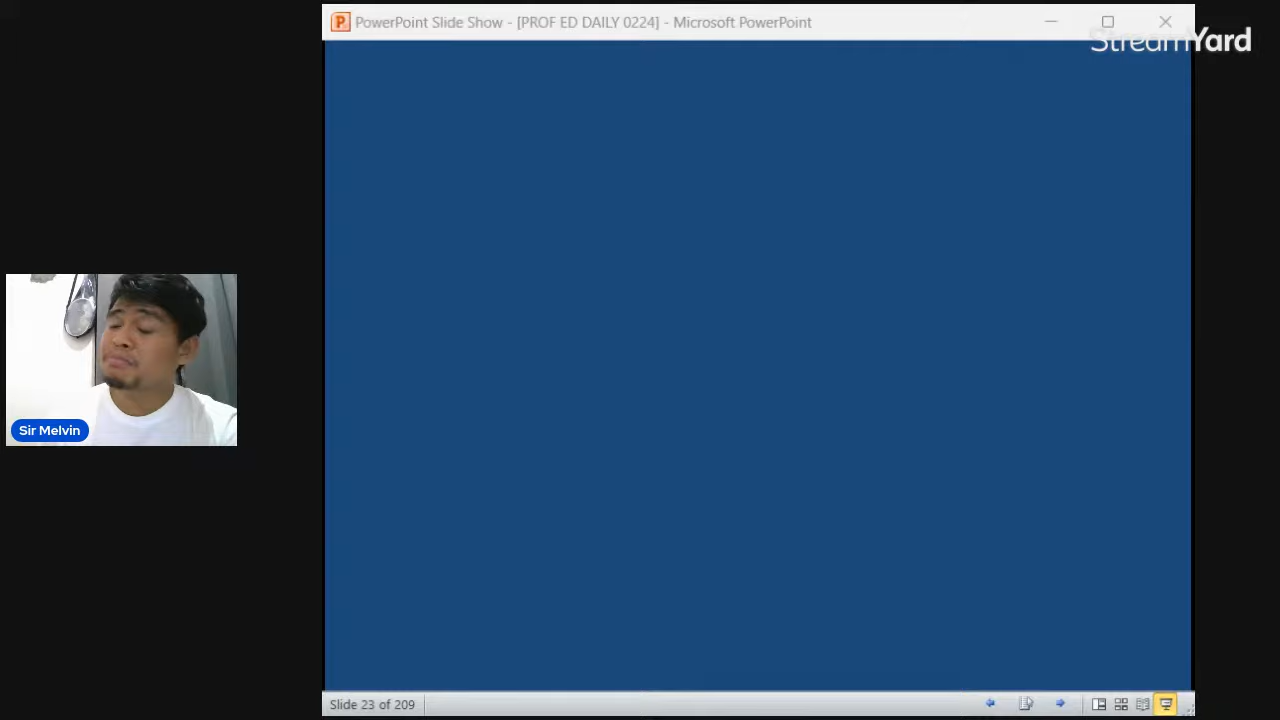 PowerPoint Slide Show - [PROF ED DAILY 0224] - Microsoft PowerPoint
StreamYard
Sir Melvin
Slide 23 of 209